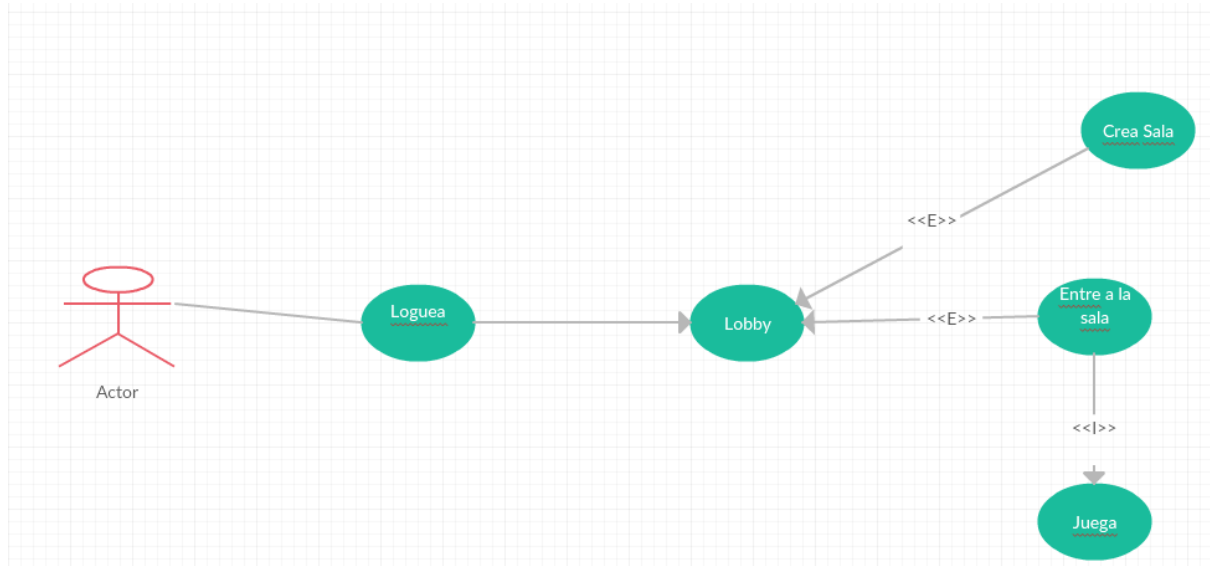 Crea Sala
<<E>>
Entre a la
sala
<<E>>
Loguea
Lobby
Actor
<<I>>
Juega